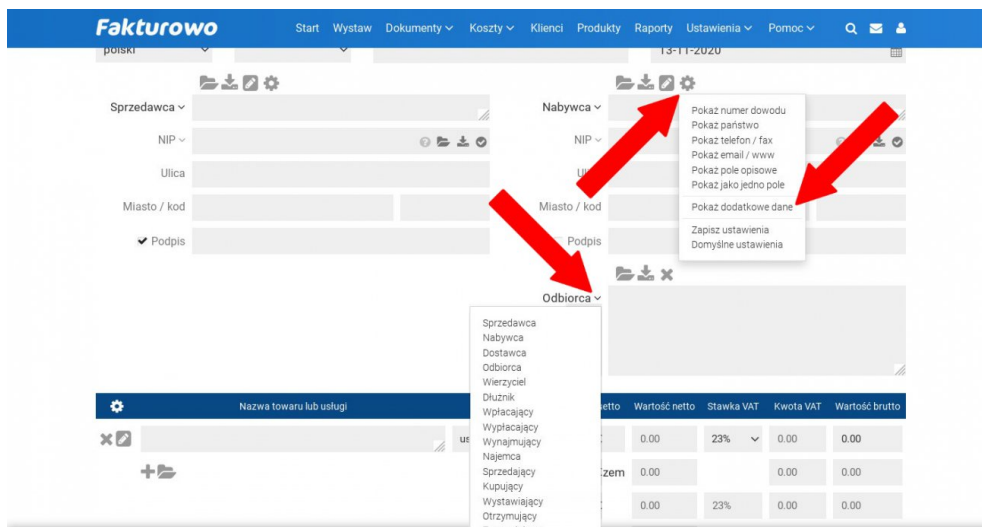 Fakturowo
Start Wystaw Dokumenty Koszty Klienci Produkty Raporty Ustawienia Pomoc
polski
13-11-2020
Sprzedawca
Nabywca
Pokaż numer dowodu
Pokaż państwo
Pokaż telefon / fax
Pokaż email / www
Pokaż pole opisowe
Pokaż jako jedno pole
Pokaż dodatkowe dane
Zapisz ustawienia
Domyślne ustawienia
NIP
NIP
Ulica
Miasto / kod
Miasto / kod
Podpis
Podpis
Odbiorca
Sprzedawca
Nabywca
Dostawca
Odbiorca
Wierzyciel
Dłużnik
Wpłacający
Wypłacający
Wynajmujący
Najemca
Sprzedający
Kupujący
Wystawiający
Otrzymujący
Nazwa towaru lub usługi
Wartość netto Stawka VAT Kwota VAT Wartość brutto
0.00 23% 0.00 0.00
0.00 0.00 0.00
0.00 23% 0.00 0.00